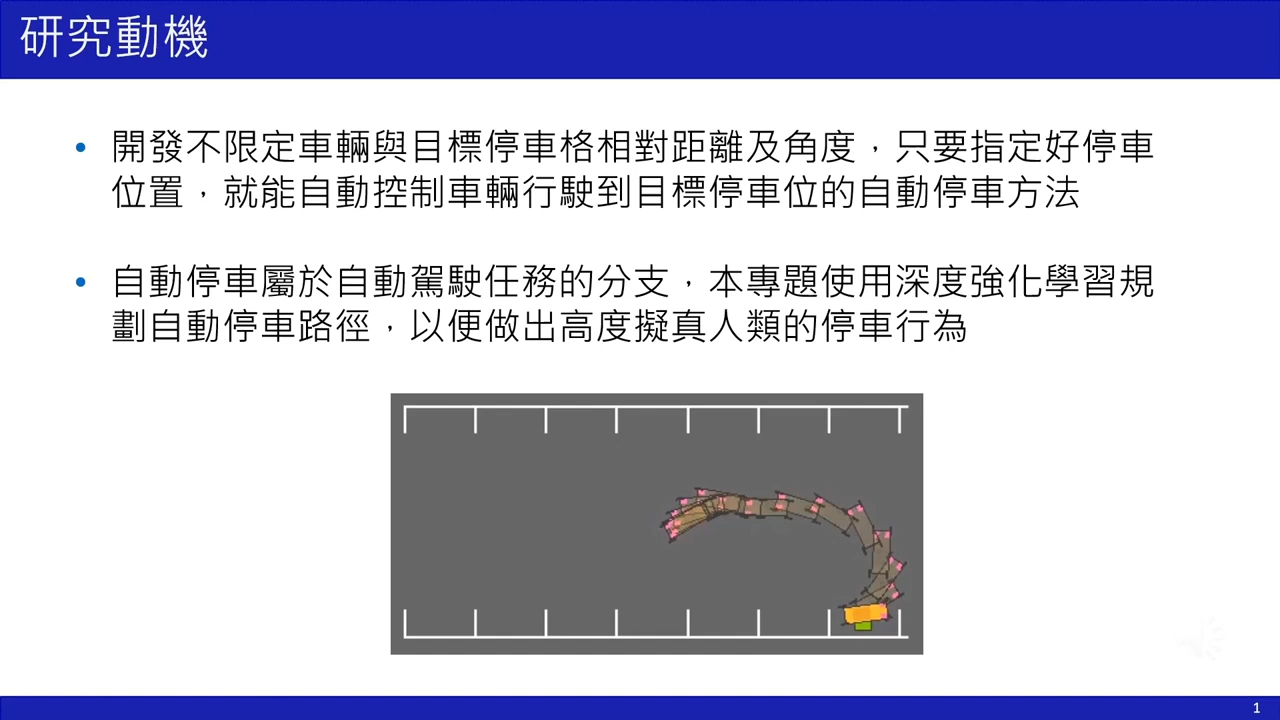 研究動機
• 開發不限定車輛與目標停車格相對距離及角度，只要指定好停車
位置，就能自動控制車輛行駛到目標停車位的自動停車方法
• 自動停車屬於自動駕駛任務的分支，本專題使用深度強化學習規
劃自動停車路徑，以便做出高度擬真人類的停車行為
1